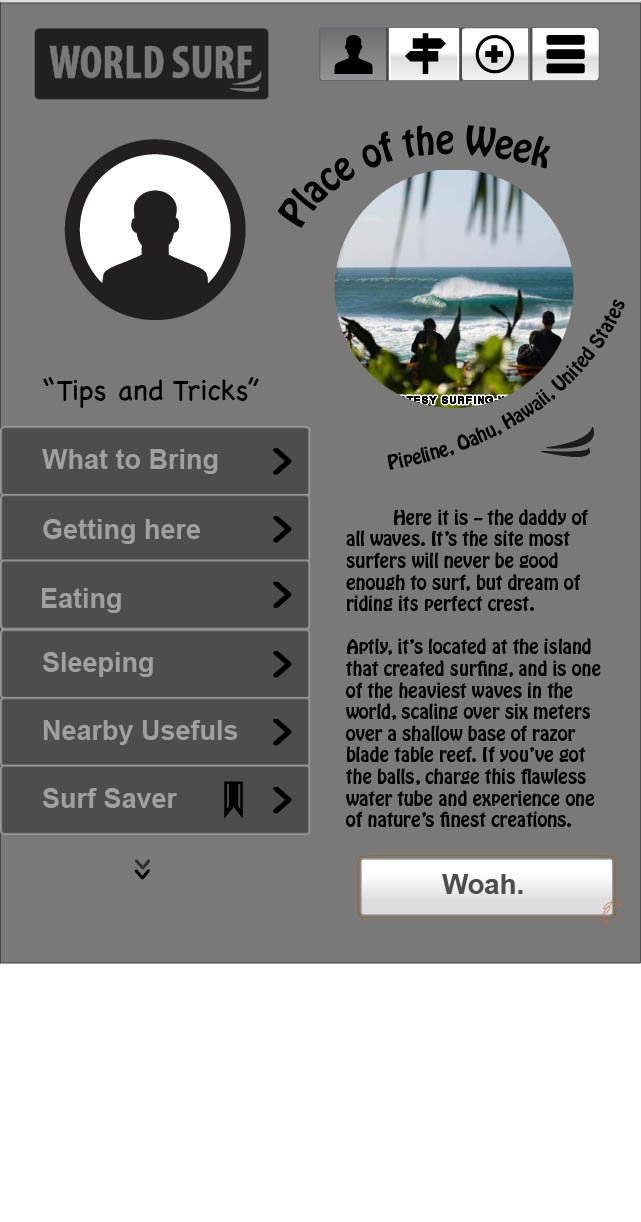 WORLD SURF
Place of the Week
SURFING
Pipeline, Oahu, Hawaii, United States
“Tips and Tricks”
What to Bring
Getting here
Eating
Sleeping
Nearby Usefuls
Surf Saver
Here it is – the daddy of
all waves. It’s the site most
surfers will never be good
enough to surf, but dream of
riding its perfect crest.
Aptly, it’s located at the island
that created surfing, and is one
of the heaviest waves in the
world, scaling over six meters
over a shallow base of razor
blade table reef. If you’ve got
the balls, charge this flawless
water tube and experience one
of nature’s finest creations.
Woah.